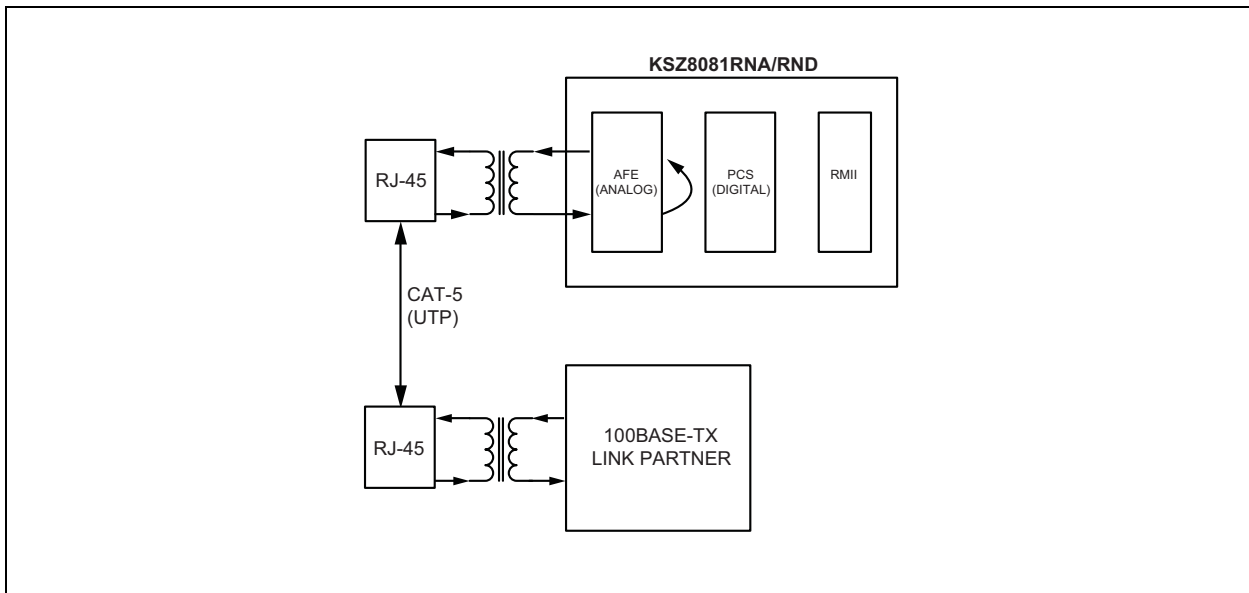 KSZ8081RNA/RND
RJ-45
AFE
(ANALOG)
PCS
(DIGITAL)
RMII
CAT-5
(UTP)
RJ-45
100BASE-TX
LINK PARTNER